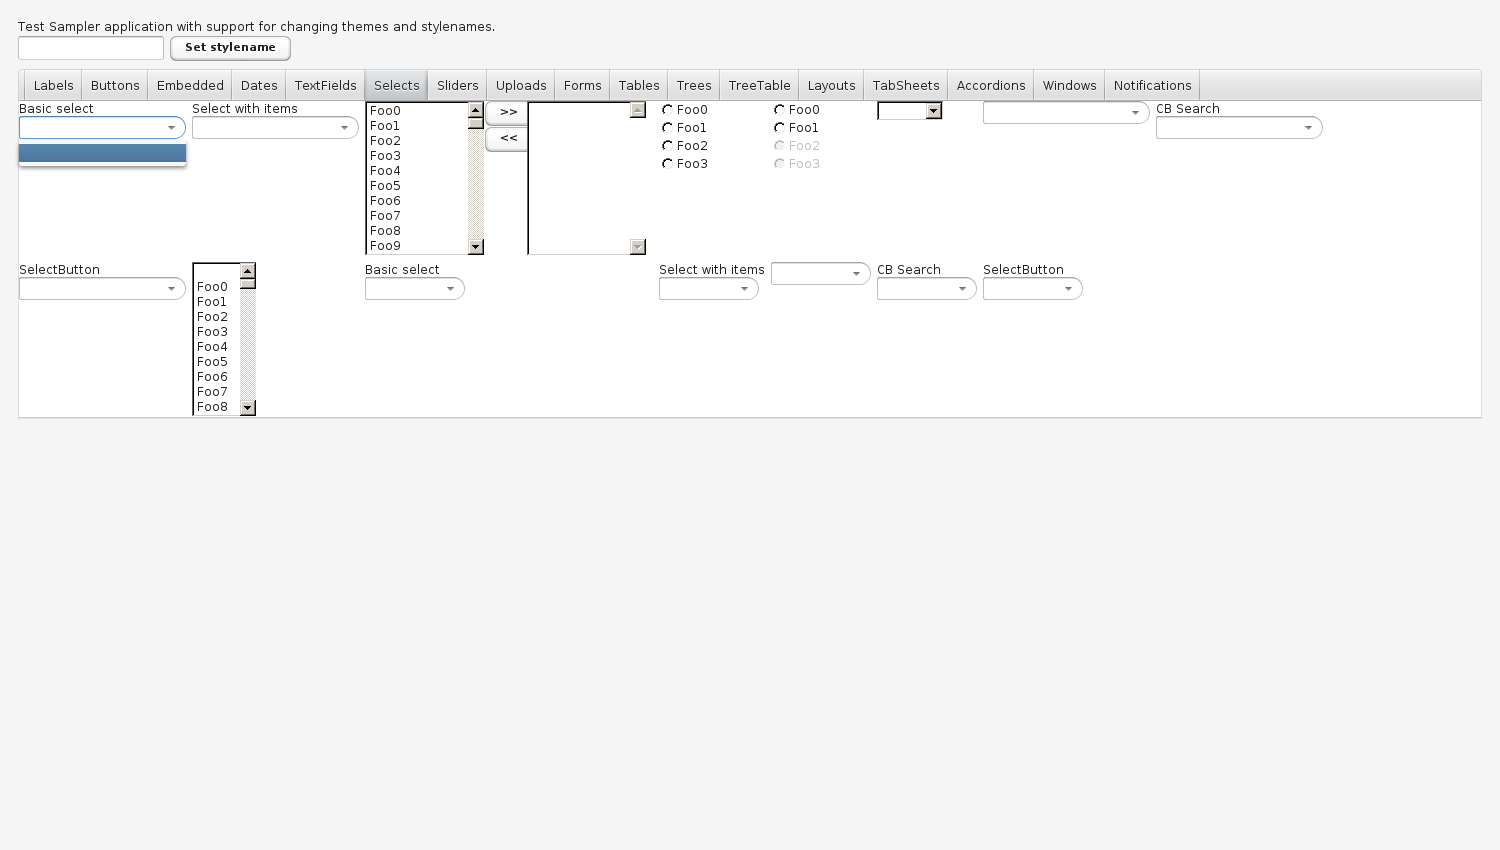 Test Sampler application with support for changing themes and stylenames.
Set stylename
Labels Buttons Embedded Dates TextFields Selects Sliders Uploads Forms Tables Trees TreeTable Layouts TabSheets Accordions Windows Notifications
Basic select
Select with items
Foo0
Foo1
Foo2
Foo3
Foo4
Foo5
Foo6
Foo7
Foo8
Foo9
>>
<<
Foo0
Foo1
Foo2
Foo3
Foo0
Foo1
Foo2
Foo3
CB Search
SelectButton
Foo0
Foo1
Foo2
Foo3
Foo4
Foo5
Foo6
Foo7
Foo8
Basic select
Select with items
CB Search
SelectButton